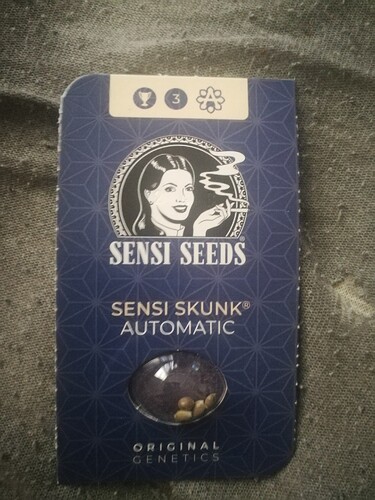 3 A
SENSI SEEDS®
SENSI SKUNK®
AUTOMATIC
ORIGINAL
GENETICS